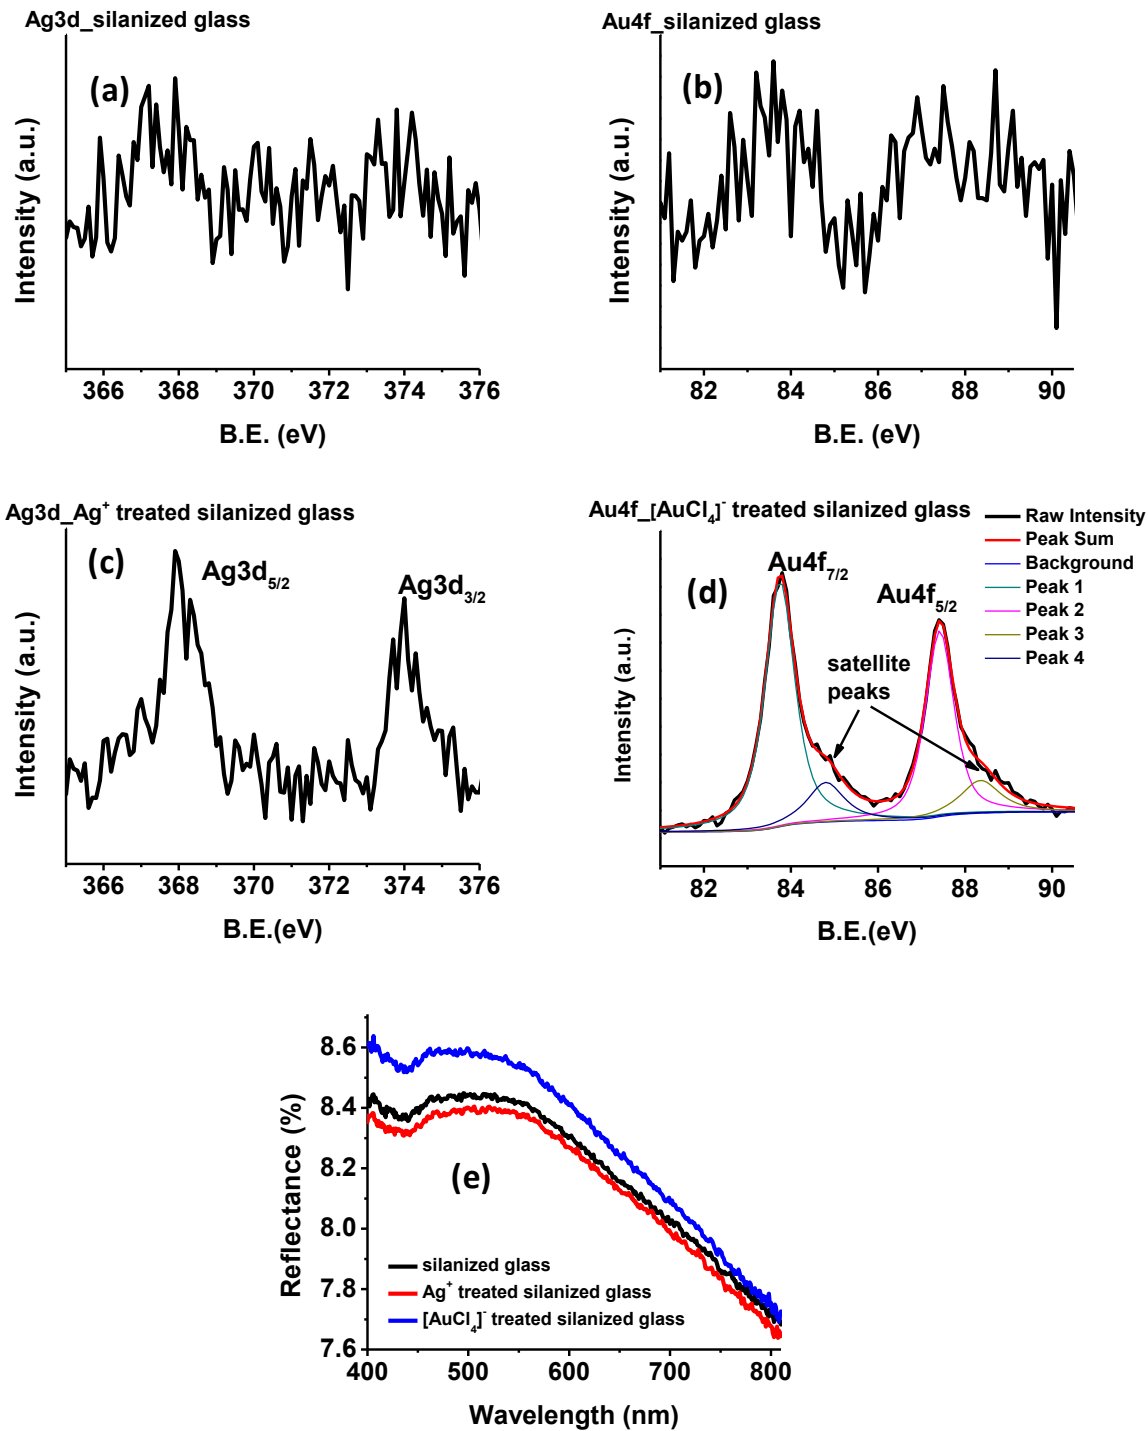 Ag3d_silanized glass
(a)
Intensity (a.u.)
366 368 370 372 374 376
B.E. (eV)
Au4f_silanized glass
(b)
Intensity (a.u.)
82 84 86 88 90
B.E. (eV)
Ag3d_Ag⁺ treated silanized glass
(c)
Ag3d₅/₂
Ag3d₃/₂
Intensity (a.u.)
366 368 370 372 374 376
B.E.(eV)
Au4f_[AuCl₄]⁻ treated silanized glass
(d)
Au4f₇/₂
Au4f₅/₂
satellite
peaks
Raw Intensity
Peak Sum
Background
Peak 1
Peak 2
Peak 3
Peak 4
Intensity (a.u.)
82 84 86 88 90
B.E.(eV)
8.6
8.4
8.2
8.0
7.8
7.6
Reflectance (%)
(e)
silanized glass
Ag⁺ treated silanized glass
[AuCl₄]⁻ treated silanized glass
400 500 600 700 800
Wavelength (nm)